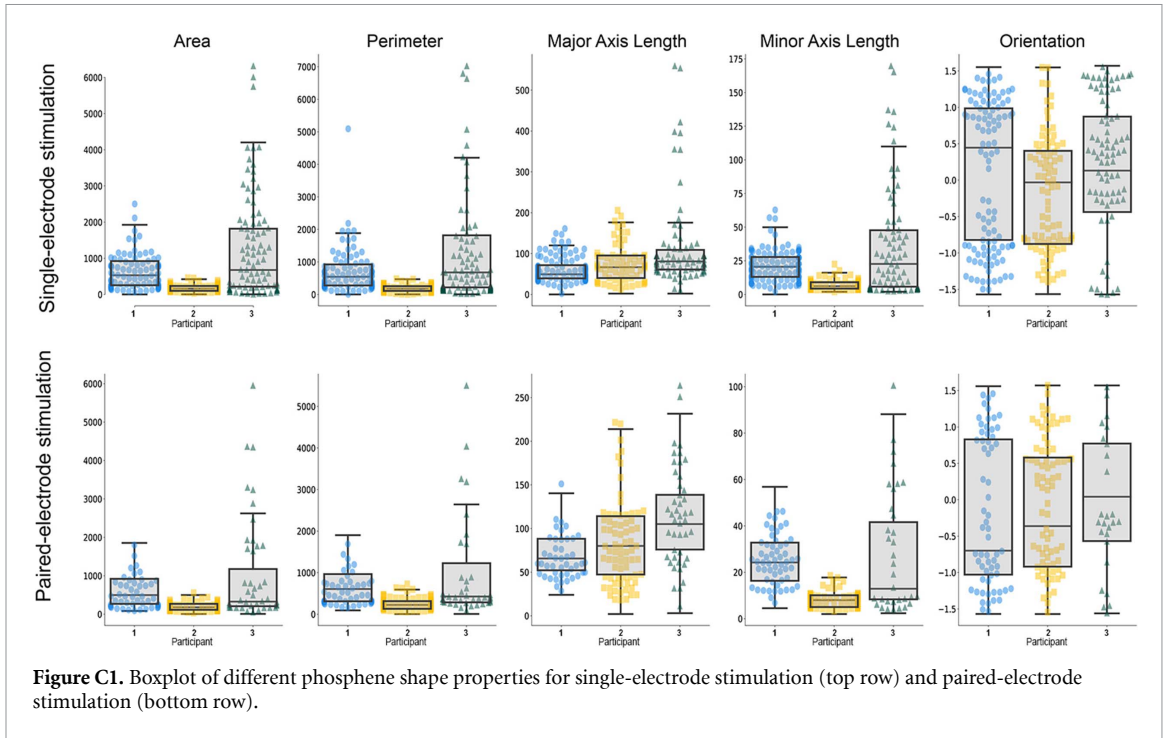 Area Perimeter Major Axis Length Minor Axis Length Orientation
Single-electrode stimulation
6000
5000
4000
3000
2000
1000
0
1 2 3
Participant
7000
6000
5000
4000
3000
2000
1000
0
1 2 3
Participant
500
400
300
200
100
0
1 2 3
Participant
175
150
125
100
75
50
25
0
1 2 3
Participant
1.5
1.0
0.5
0.0
−0.5
−1.0
−1.5
1 2 3
Participant
Paired-electrode stimulation
6000
5000
4000
3000
2000
1000
0
1 2 3
Participant
5000
4000
3000
2000
1000
0
1 2 3
Participant
250
200
150
100
50
0
1 2 3
Participant
100
80
60
40
20
0
1 2 3
Participant
1.5
1.0
0.5
0.0
−0.5
−1.0
−1.5
1 2 3
Participant
Figure C1. Boxplot of different phosphene shape properties for single-electrode stimulation (top row) and paired-electrode
stimulation (bottom row).